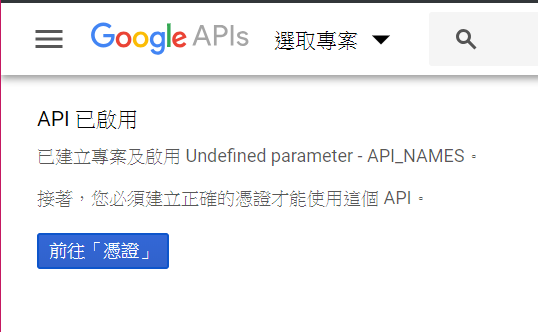 Google APIs 選取專案
API 已啟用
已建立專案及啟用 Undefined parameter - API_NAMES。
接著，您必須建立正確的憑證才能使用這個 API。
前往「憑證」